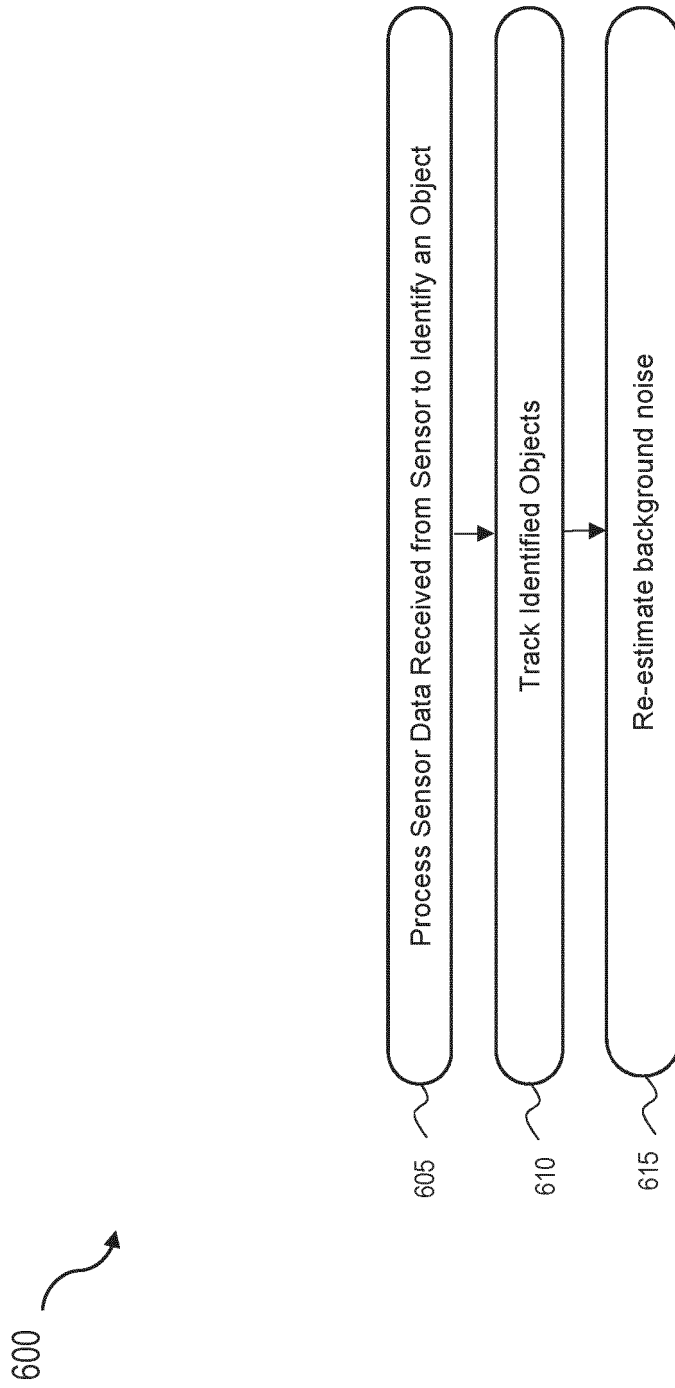 600
605
Process Sensor Data Received from Sensor to Identify an Object
610
Track Identified Objects
615
Re-estimate background noise